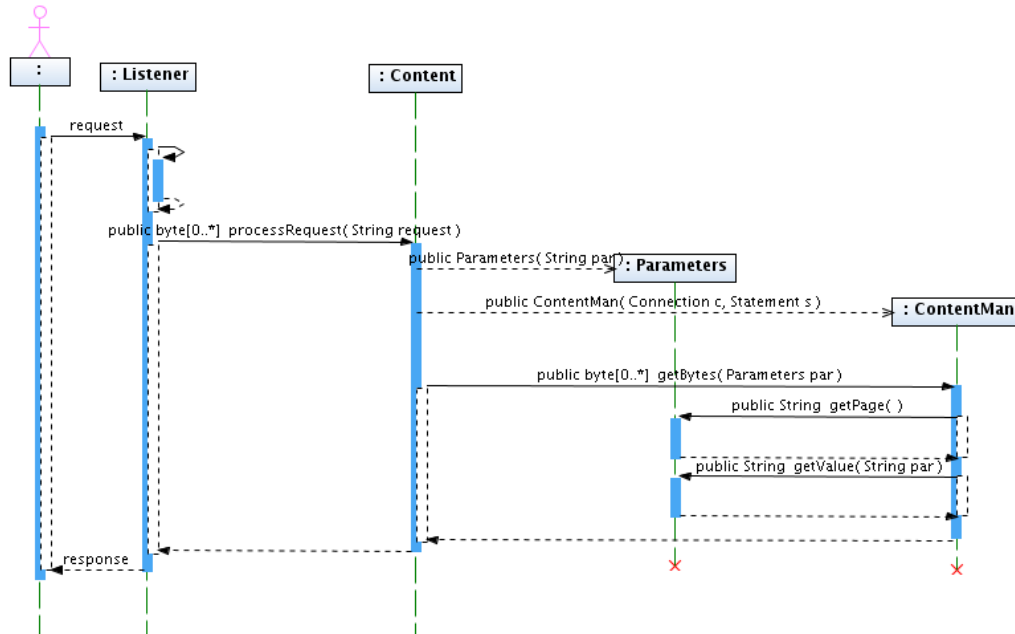 :
: Listener
: Content
request
public byte[0..*] processRequest( String request )
public Parameters( String par )
: Parameters
public ContentMan( Connection c, Statement s )
: ContentMan
public byte[0..*] getBytes( Parameters par )
public String getPage( )
public String getValue( String par )
response